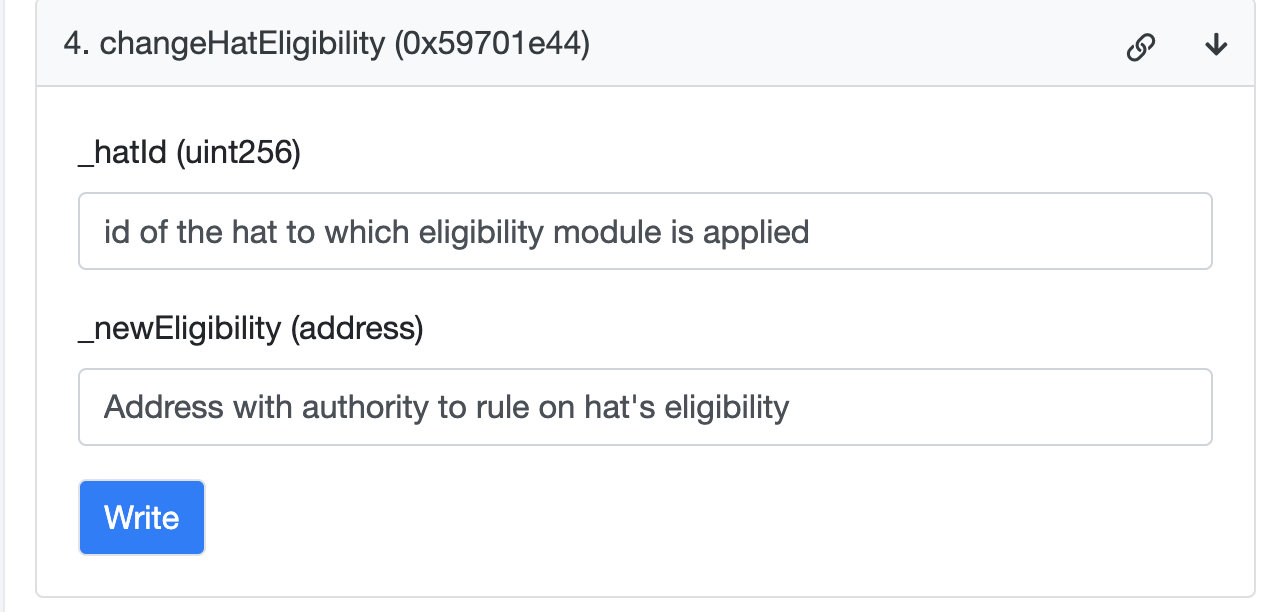 4. changeHatEligibility (0x59701e44)
_hatId (uint256)
id of the hat to which eligibility module is applied
_newEligibility (address)
Address with authority to rule on hat's eligibility
Write